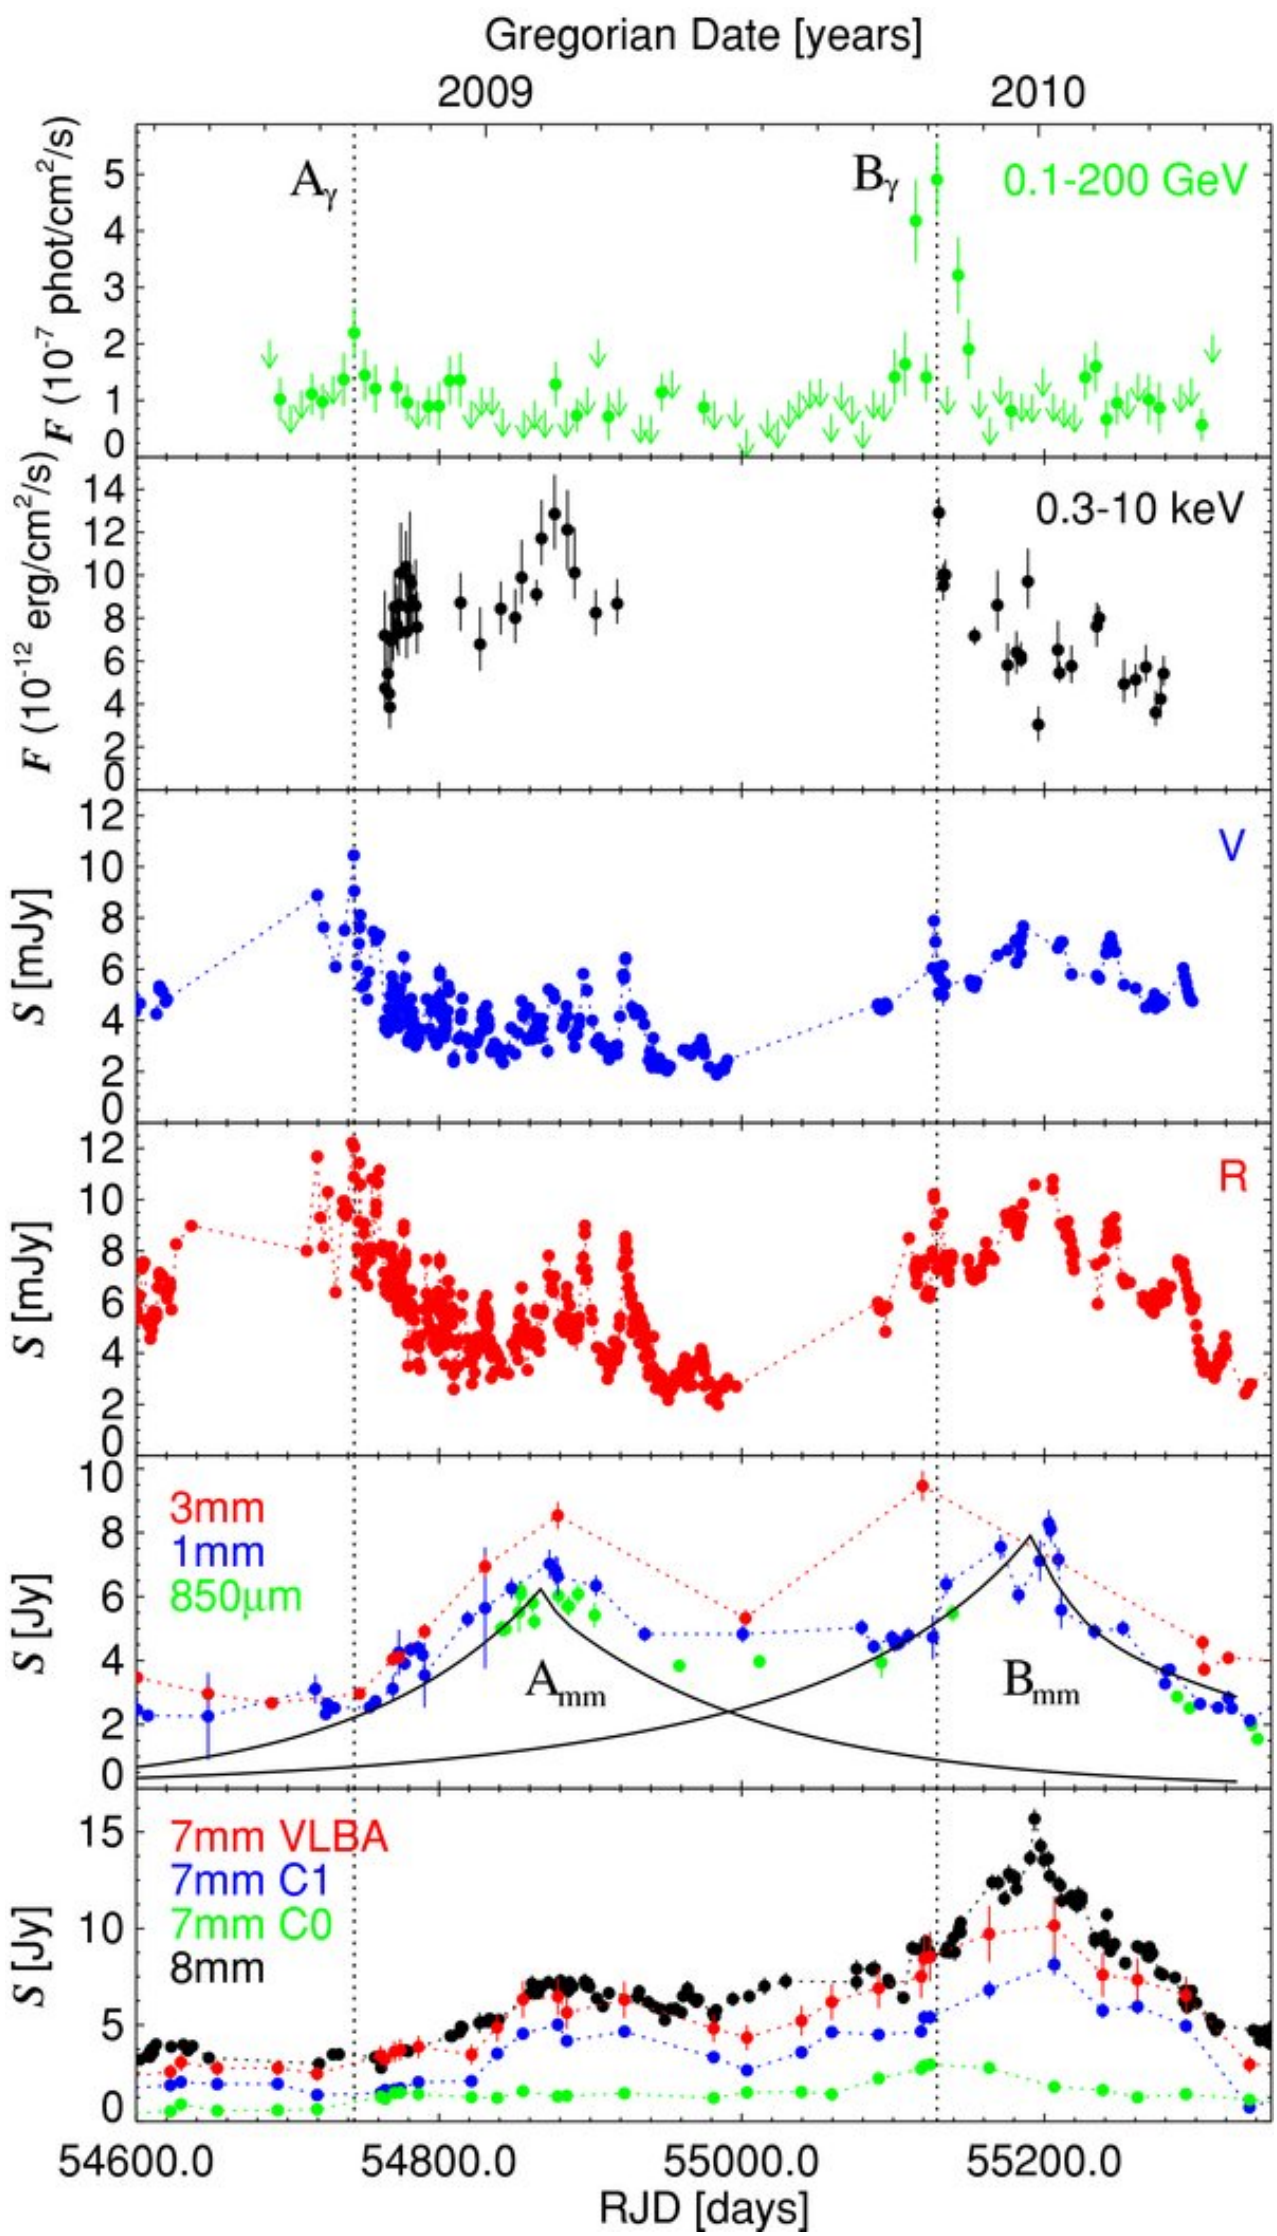 Gregorian Date [years]
2009 2010
F (10⁻⁷ phot/cm²/s)
5
4
3
2
1
0
Aγ
Bγ
0.1-200 GeV
F (10⁻¹² erg/cm²/s)
14
12
10
8
6
4
2
0
0.3-10 keV
S [mJy]
12
10
8
6
4
2
0
V
S [mJy]
12
10
8
6
4
2
0
R
S [Jy]
10
8
6
4
2
0
3mm
1mm
850μm
Amm
Bmm
S [Jy]
15
10
5
0
7mm VLBA
7mm C1
7mm C0
8mm
54600.0 54800.0 55000.0 55200.0
RJD [days]